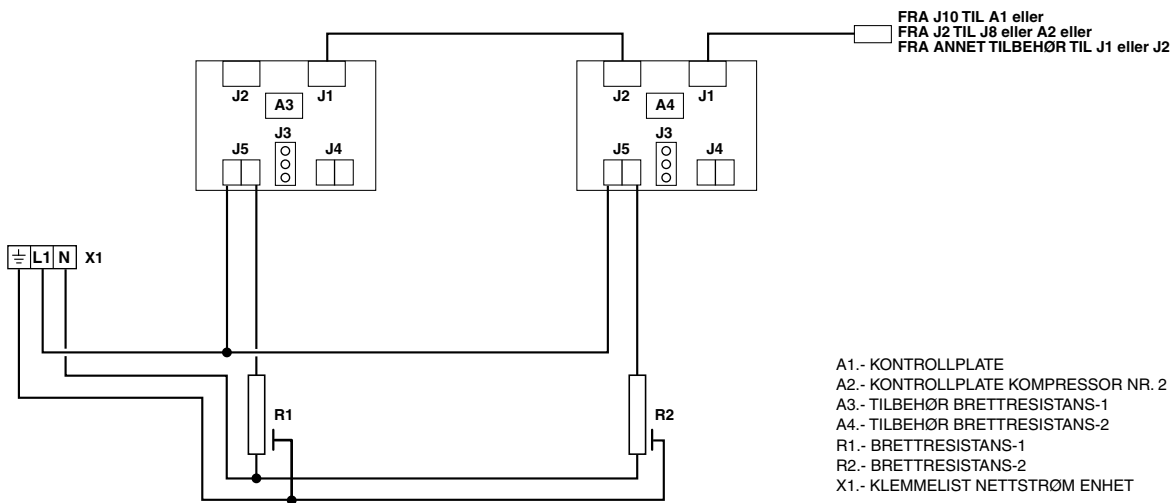 FRA J10 TIL A1 eller
FRA J2 TIL J8 eller A2 eller
FRA ANNET TILBEHØR TIL J1 eller J2
J2 A3 J1
J3
J5 J4
J2 A4 J1
J3
J5 J4
L1 N X1
R1
R2
A1.- KONTROLLPLATE
A2.- KONTROLLPLATE KOMPRESSOR NR. 2
A3.- TILBEHØR BRETTRESISTANS-1
A4.- TILBEHØR BRETTRESISTANS-2
R1.- BRETTRESISTANS-1
R2.- BRETTRESISTANS-2
X1.- KLEMMELIST NETTSTRØM ENHET